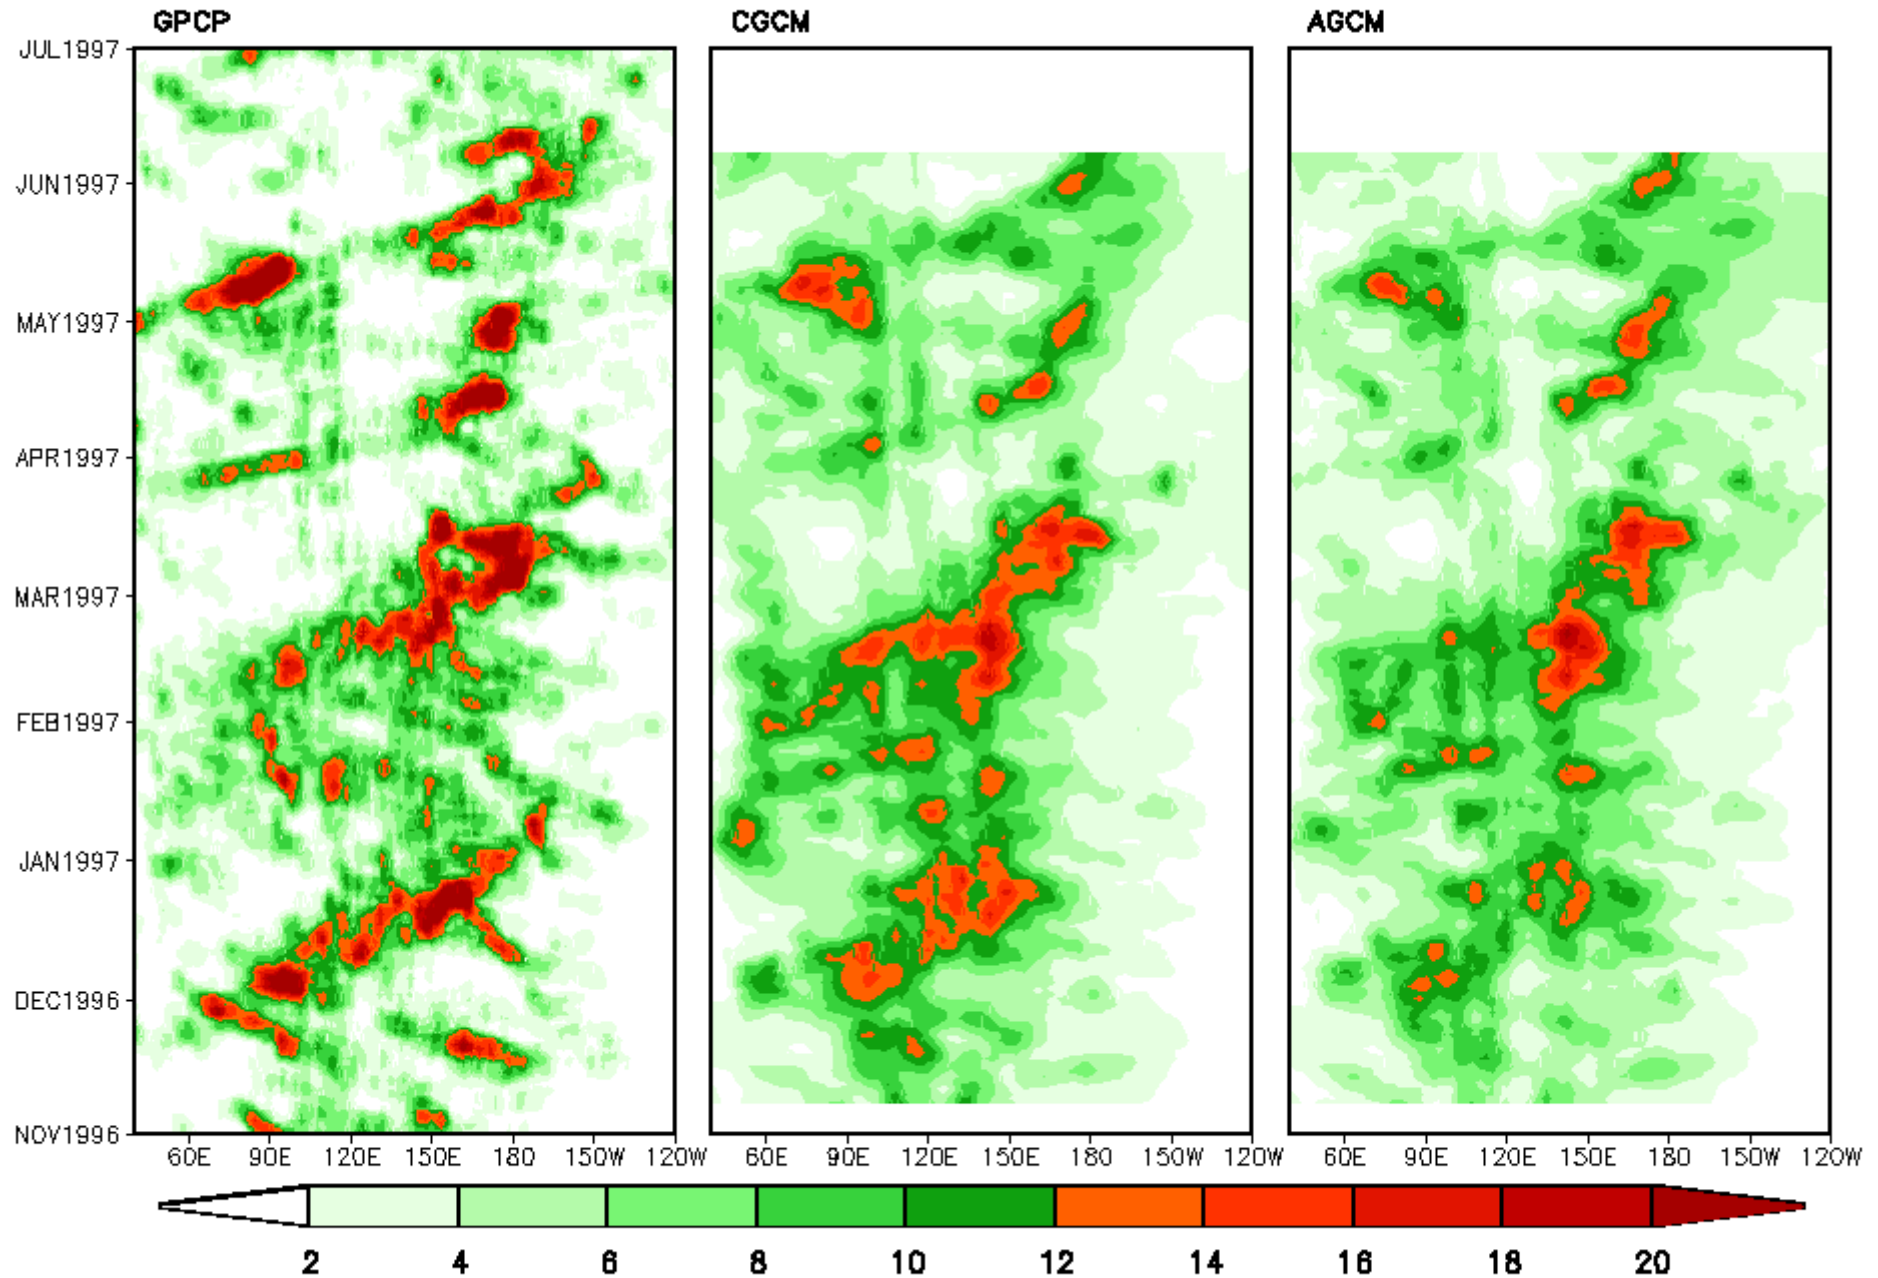 GPCP CGCM AGCM
JUL1997
JUN1997
MAY1997
APR1997
MAR1997
FEB1997
JAN1997
DEC1996
NOV1996
60E 90E 120E 150E 180 150W 120W 60E 90E 120E 150E 180 150W 120W 60E 90E 120E 150E 180 150W 120W
2 4 6 8 10 12 14 16 18 20